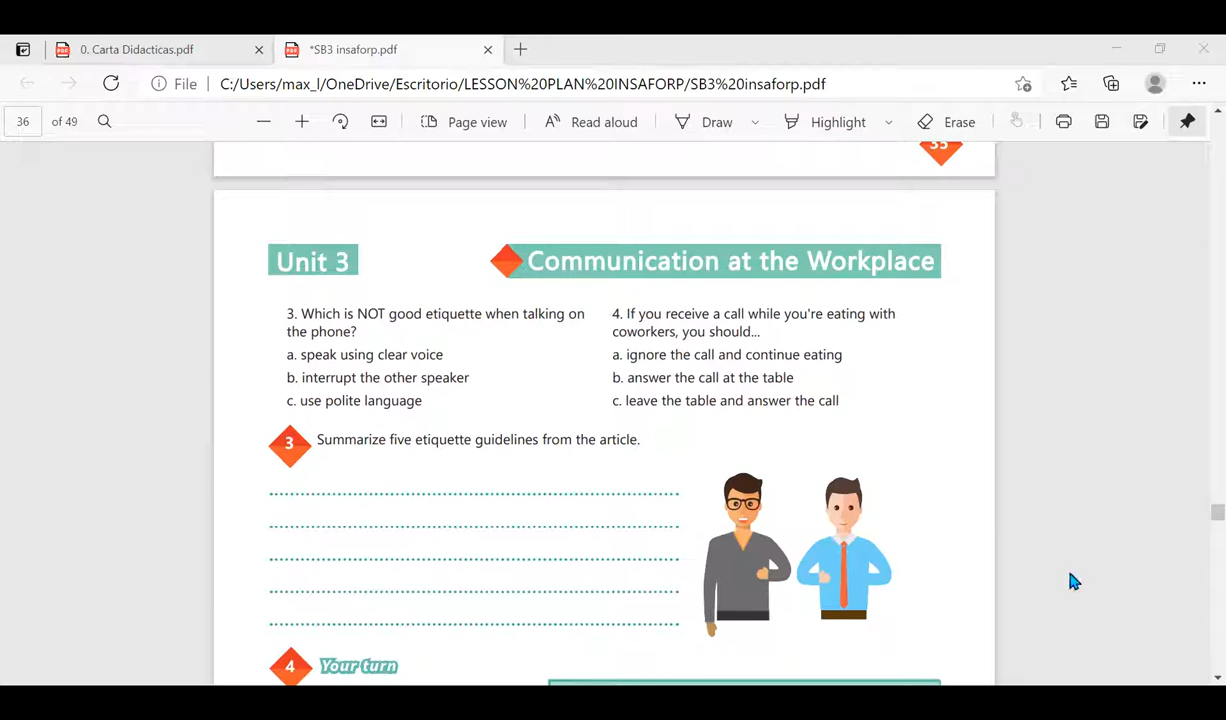 0. Carta Didacticas.pdf
*SB3 insaforp.pdf
File
C:/Users/max_l/OneDrive/Escritorio/LESSON%20PLAN%20INSAFORP/SB3%20insaforp.pdf
36 of 49
Page view
Read aloud
Draw
Highlight
Erase
35
Unit 3
Communication at the Workplace
3. Which is NOT good etiquette when talking on
the phone?
a. speak using clear voice
b. interrupt the other speaker
c. use polite language
4. If you receive a call while you're eating with
coworkers, you should...
a. ignore the call and continue eating
b. answer the call at the table
c. leave the table and answer the call
3 Summarize five etiquette guidelines from the article.
4 Your turn